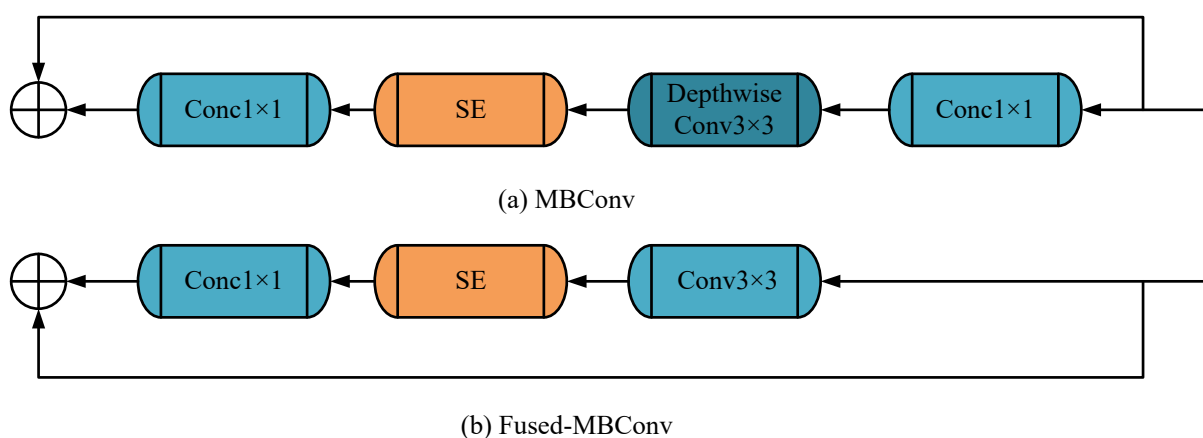 Conc1×1
SE
Depthwise
Conv3×3
Conc1×1
(a) MBConv
Conc1×1
SE
Conv3×3
(b) Fused-MBConv